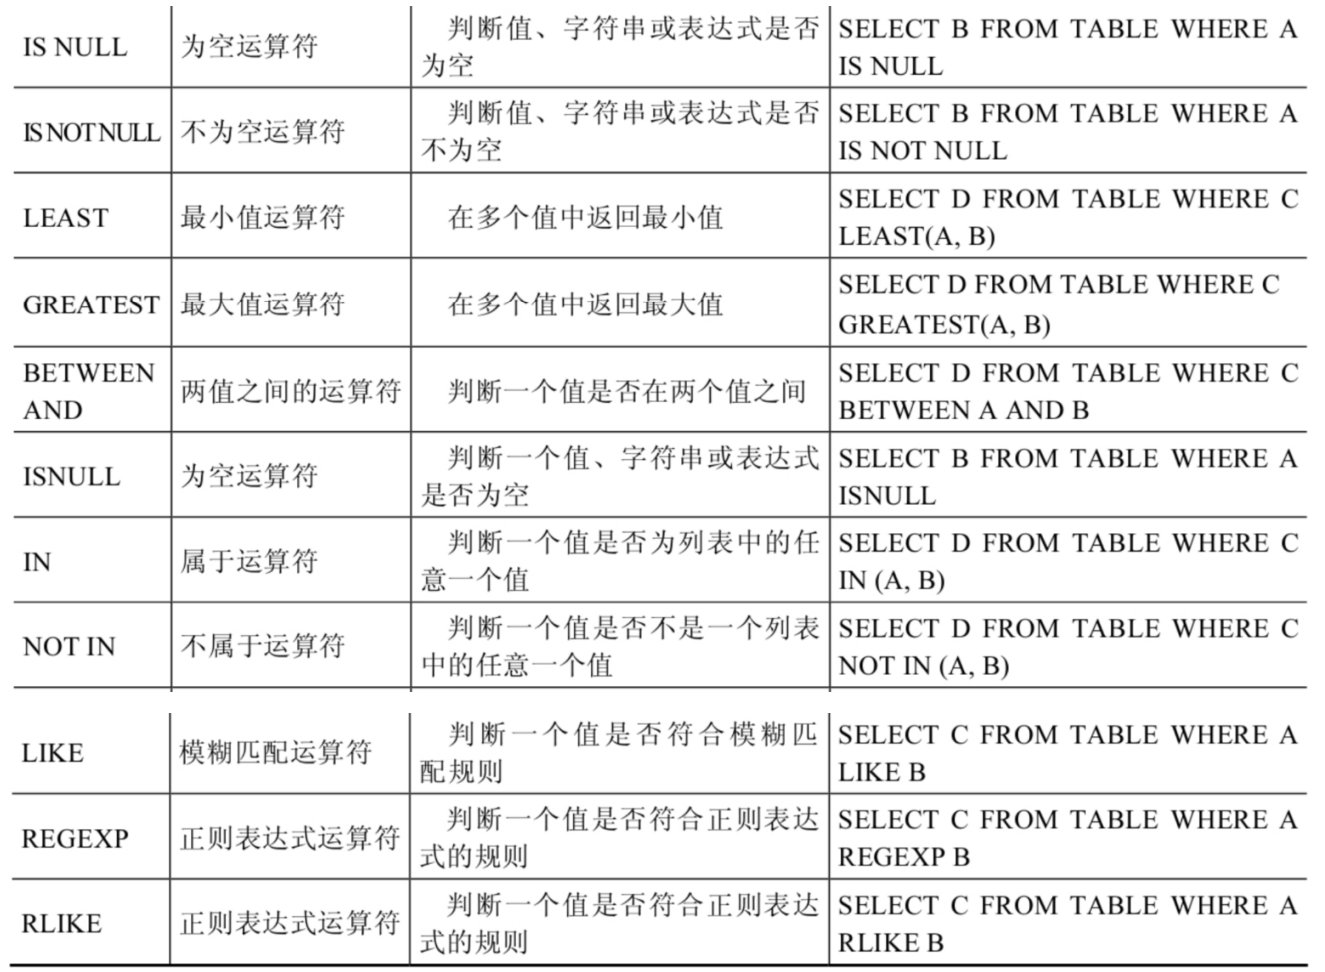 IS NULL
为空运算符
判断值、字符串或表达式是否
为空
SELECT B FROM TABLE WHERE A
IS NULL
IS NOT NULL
不为空运算符
判断值、字符串或表达式是否
不为空
SELECT B FROM TABLE WHERE A
IS NOT NULL
LEAST
最小值运算符
在多个值中返回最小值
SELECT D FROM TABLE WHERE C
LEAST(A, B)
GREATEST
最大值运算符
在多个值中返回最大值
SELECT D FROM TABLE WHERE C
GREATEST(A, B)
BETWEEN
AND
两值之间的运算符
判断一个值是否在两个值之间
SELECT D FROM TABLE WHERE C
BETWEEN A AND B
ISNULL
为空运算符
判断一个值、字符串或表达式
是否为空
SELECT B FROM TABLE WHERE A
ISNULL
IN
属于运算符
判断一个值是否为列表中的任
意一个值
SELECT D FROM TABLE WHERE C
IN (A, B)
NOT IN
不属于运算符
判断一个值是否不是一个列表
中的任意一个值
SELECT D FROM TABLE WHERE C
NOT IN (A, B)
LIKE
模糊匹配运算符
判断一个值是否符合模糊匹
配规则
SELECT C FROM TABLE WHERE A
LIKE B
REGEXP
正则表达式运算符
判断一个值是否符合正则表达
式的规则
SELECT C FROM TABLE WHERE A
REGEXP B
RLIKE
正则表达式运算符
判断一个值是否符合正则表达
式的规则
SELECT C FROM TABLE WHERE A
RLIKE B